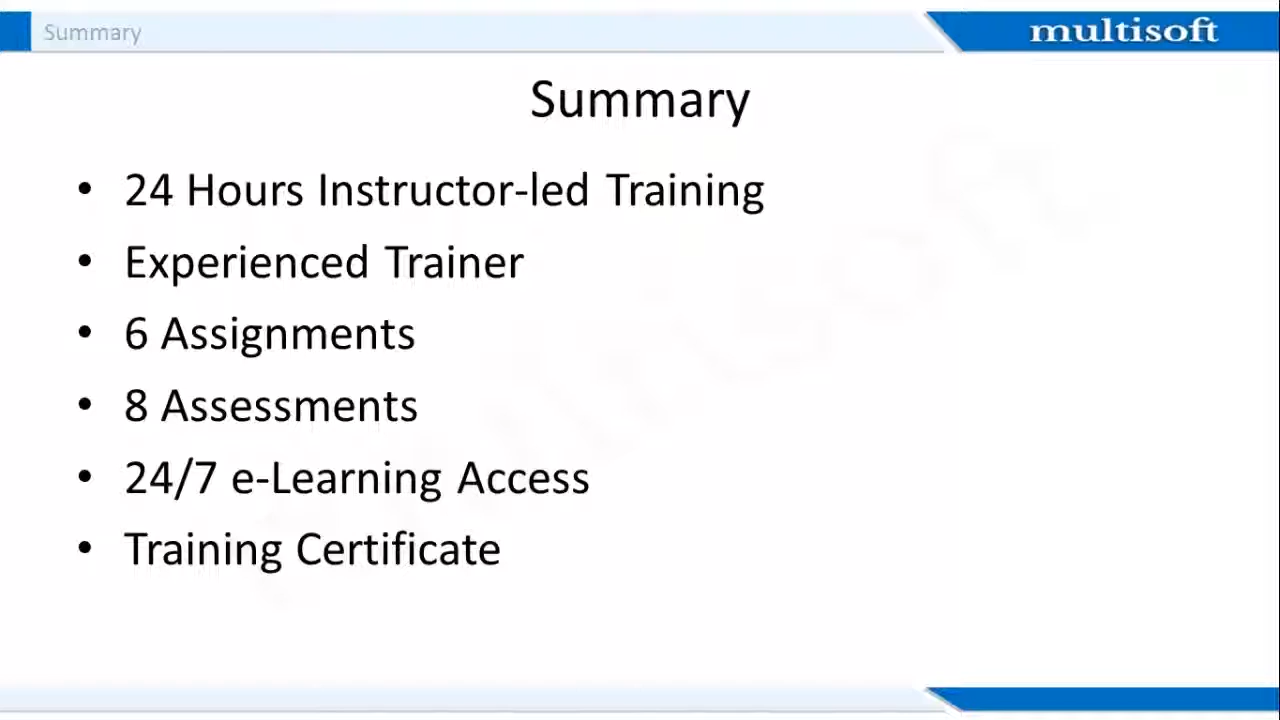 Summary
multisoft
Summary
• 24 Hours Instructor-led Training
• Experienced Trainer
• 6 Assignments
• 8 Assessments
• 24/7 e-Learning Access
• Training Certificate